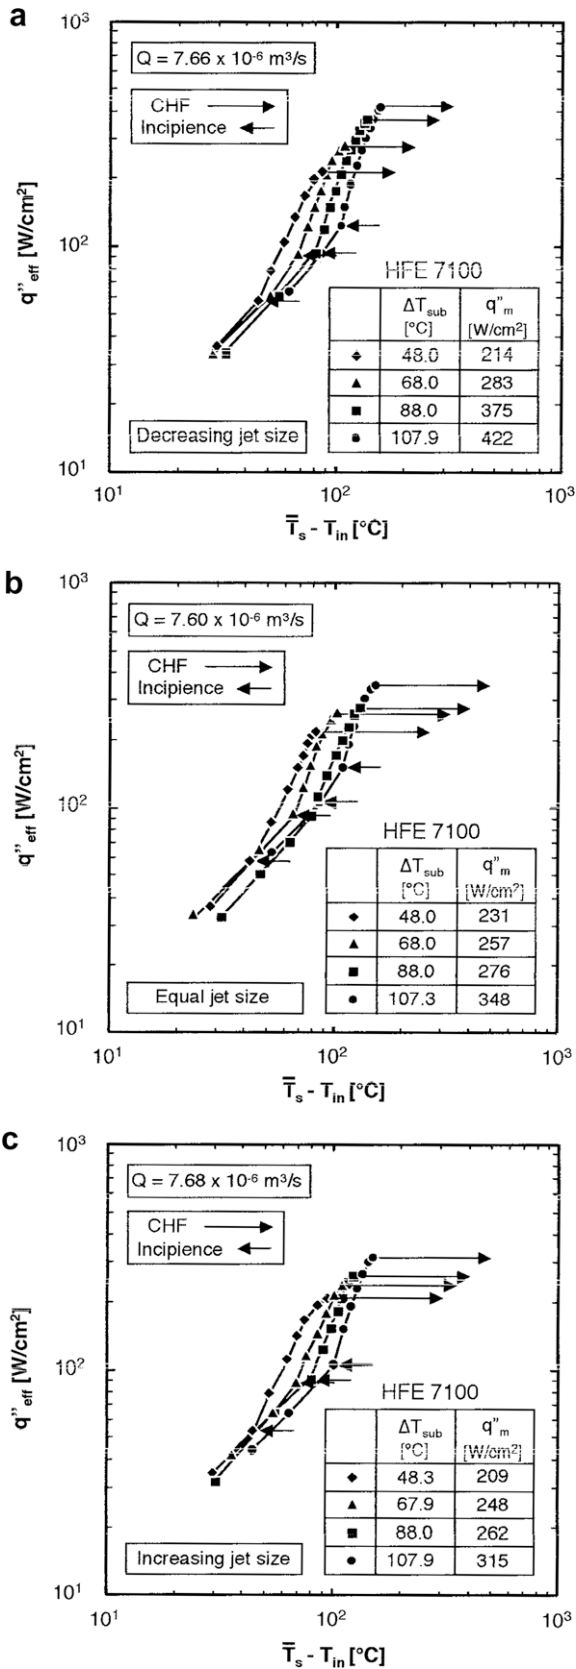 a
10³
Q = 7.66 x 10⁻⁶ m³/s
CHF
Incipience
10²
q”eff [W/cm²]
HFE 7100
ΔTsub [°C] q”m [W/cm²]
48.0 214
68.0 283
88.0 375
107.9 422
Decreasing jet size
10¹
10¹ 10² 10³
T̿s - Tin [°C]
b
10³
Q = 7.60 x 10⁻⁶ m³/s
CHF
Incipience
10²
q”eff [W/cm²]
HFE 7100
ΔTsub [°C] q”m [W/cm²]
48.0 231
68.0 257
88.0 276
107.3 348
Equal jet size
10¹
10¹ 10² 10³
T̿s - Tin [°C]
c
10³
Q = 7.68 x 10⁻⁶ m³/s
CHF
Incipience
10²
q”eff [W/cm²]
HFE 7100
ΔTsub [°C] q”m [W/cm²]
48.3 209
67.9 248
88.0 262
107.9 315
Increasing jet size
10¹
10¹ 10² 10³
T̿s - Tin [°C]